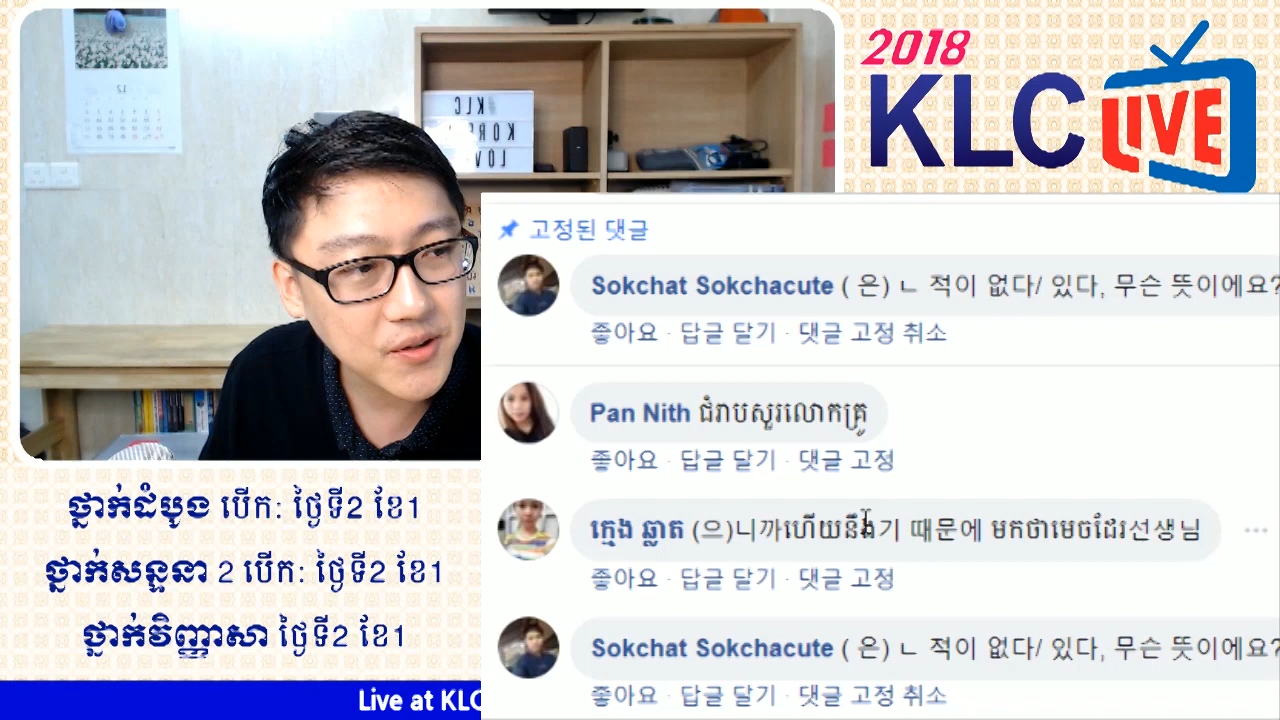 2018
KLC LIVE
12
KLC
KOREA
LOVE
고정된 댓글
Sokchat Sokchacute ( 은) ㄴ 적이 없다/ 있다, 무슨 뜻이에요?
좋아요 · 답글 달기 · 댓글 고정 취소
Pan Nith ជំរាបសួរលោកគ្រូ
좋아요 · 답글 달기 · 댓글 고정
ក្មេង ឆ្លាត (으)니까ហើយនឹង기 때문에 មកថាមេចដែរ선생님
좋아요 · 답글 달기 · 댓글 고정
Sokchat Sokchacute ( 은) ㄴ 적이 없다/ 있다, 무슨 뜻이에요?
좋아요 · 답글 달기 · 댓글 고정 취소
ថ្នាក់ដំបូង បើក: ថ្ងៃទី2 ខែ1
ថ្នាក់សន្ទនា 2 បើក: ថ្ងៃទី2 ខែ1
ថ្នាក់វិញ្ញាសា ថ្ងៃទី2 ខែ1
Live at KLC